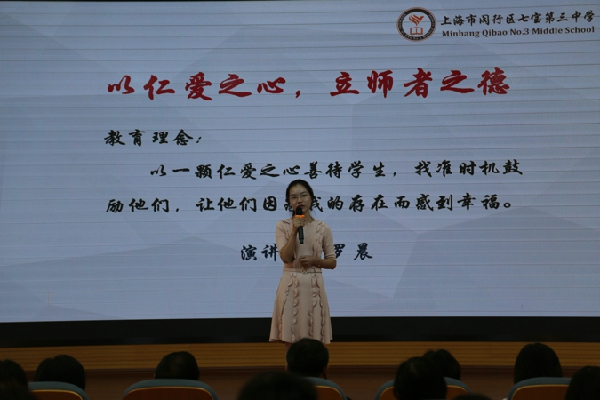 上海市闵行区七宝第三中学
Minhang Qibao No.3 Middle School
以仁爱之心，立师者之德
教育理念：
以一颗仁爱之心善待学生，找准时机鼓
励他们，让他们因 我的存在而感到幸福。
演讲 罗晨